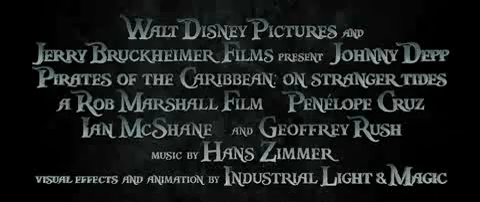 Walt Disney Pictures and
Jerry Bruckheimer Films present Johnny Depp
Pirates of the Caribbean: on stranger tides
a Rob Marshall Film Penélope Cruz
Ian McShane and Geoffrey Rush
music by Hans Zimmer
visual effects and animation by Industrial Light & Magic